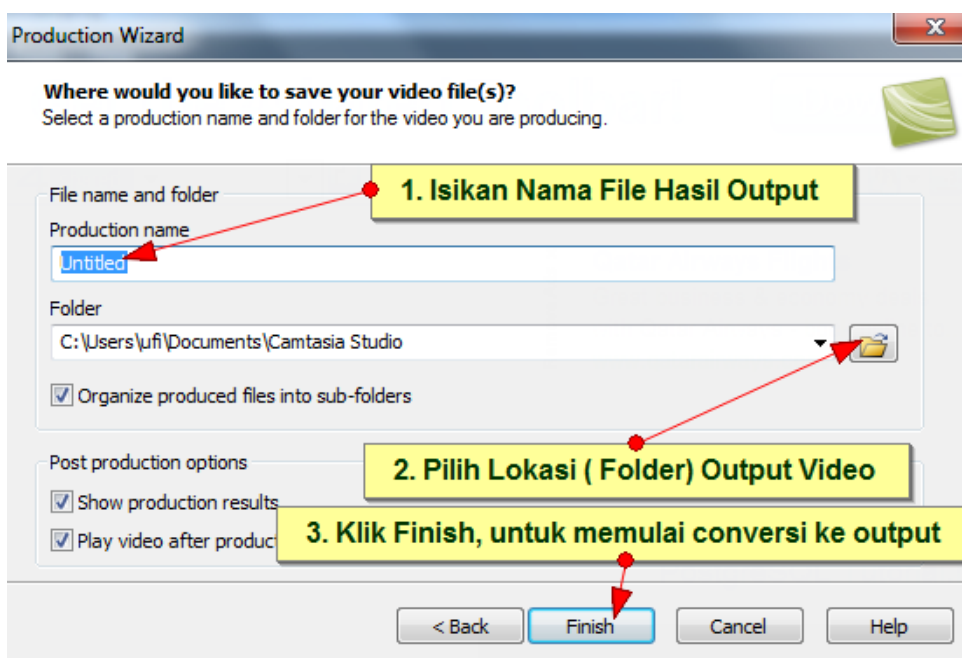 Production Wizard
Where would you like to save your video file(s)?
Select a production name and folder for the video you are producing.
1. Isikan Nama File Hasil Output
File name and folder
Production name
Untitled
Folder
C:\Users\ufi\Documents\Camtasia Studio
Organize produced files into sub-folders
2. Pilih Lokasi ( Folder) Output Video
Post production options
Show production results
3. Klik Finish, untuk memulai conversi ke output
Play video after produc
< Back Finish Cancel Help